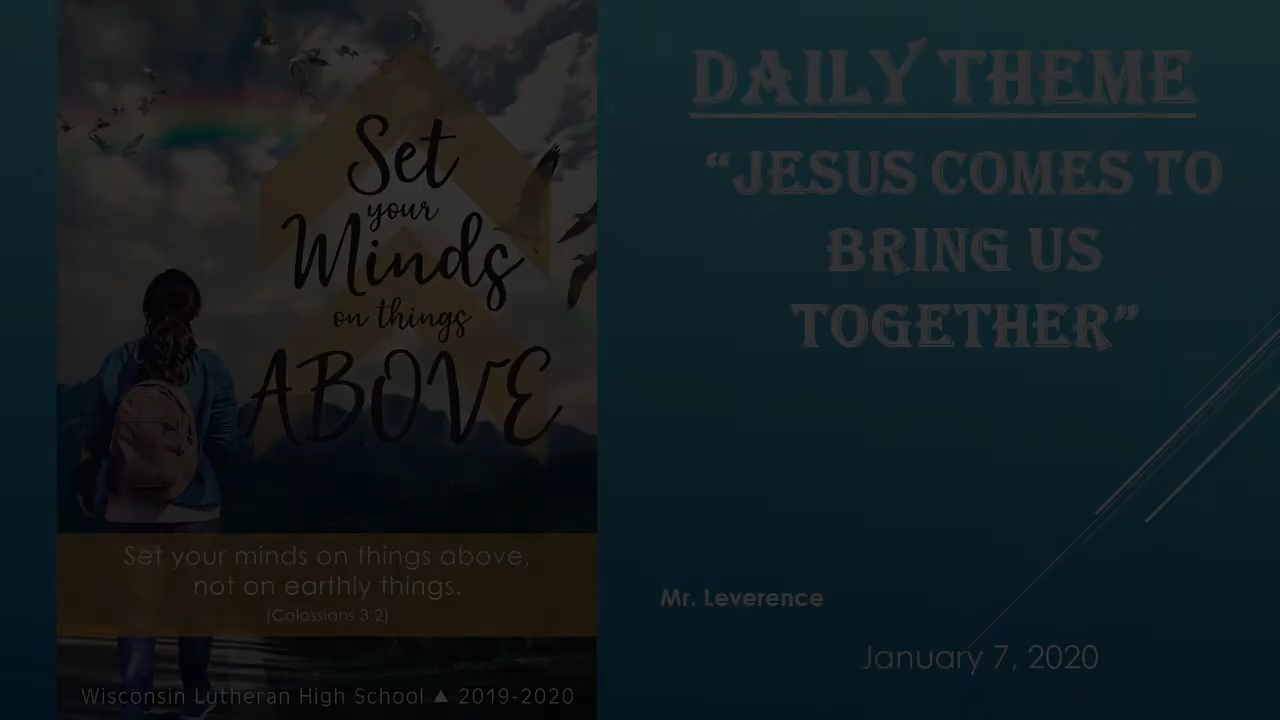 Set
your
Minds
on things
ABOVE
Set your minds on things above,
not on earthly things.
(Colossians 3:2)
Wisconsin Lutheran High School ▲ 2019-2020
DAILY THEME
“JESUS COMES TO
BRING US
TOGETHER”
Mr. Leverence
January 7, 2020